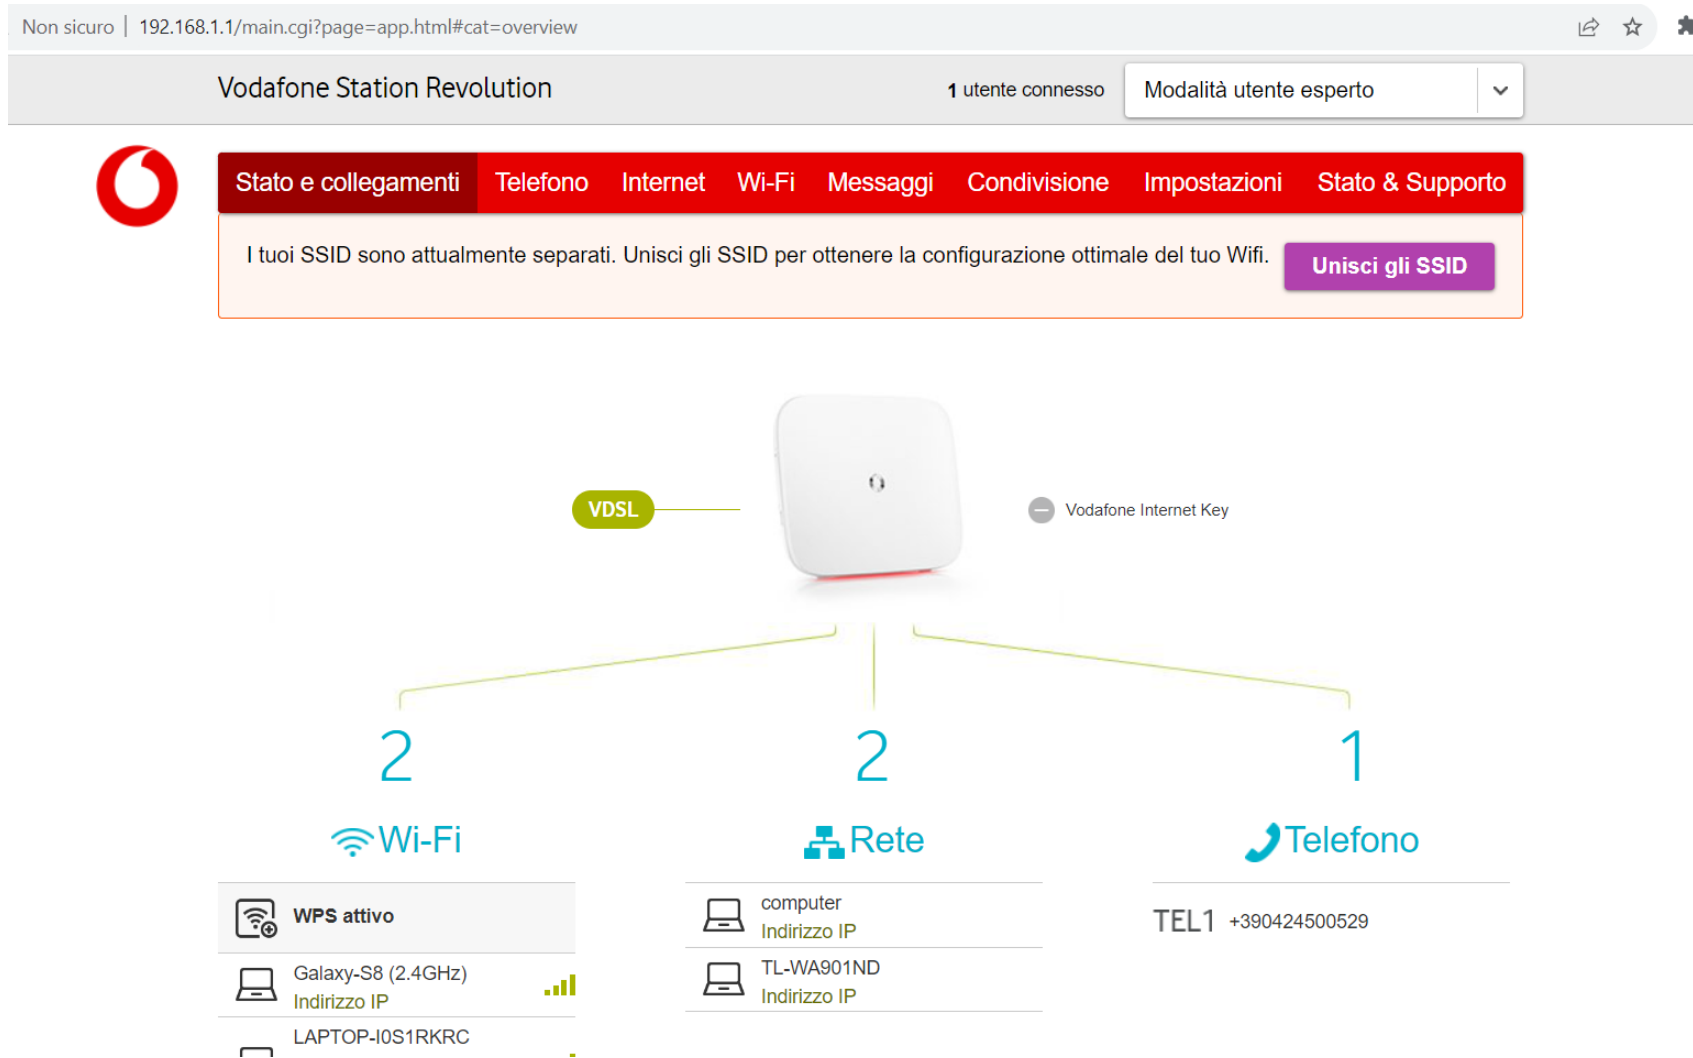 Non sicuro | 192.168.1.1/main.cgi?page=app.html#cat=overview
Vodafone Station Revolution
1 utente connesso
Modalità utente esperto
Stato e collegamenti Telefono Internet Wi-Fi Messaggi Condivisione Impostazioni Stato & Supporto
I tuoi SSID sono attualmente separati. Unisci gli SSID per ottenere la configurazione ottimale del tuo Wifi.
Unisci gli SSID
VDSL
Vodafone Internet Key
2
Wi-Fi
WPS attivo
Galaxy-S8 (2.4GHz)
Indirizzo IP
LAPTOP-I0S1RKRC
2
Rete
computer
Indirizzo IP
TL-WA901ND
Indirizzo IP
1
Telefono
TEL1 +390424500529